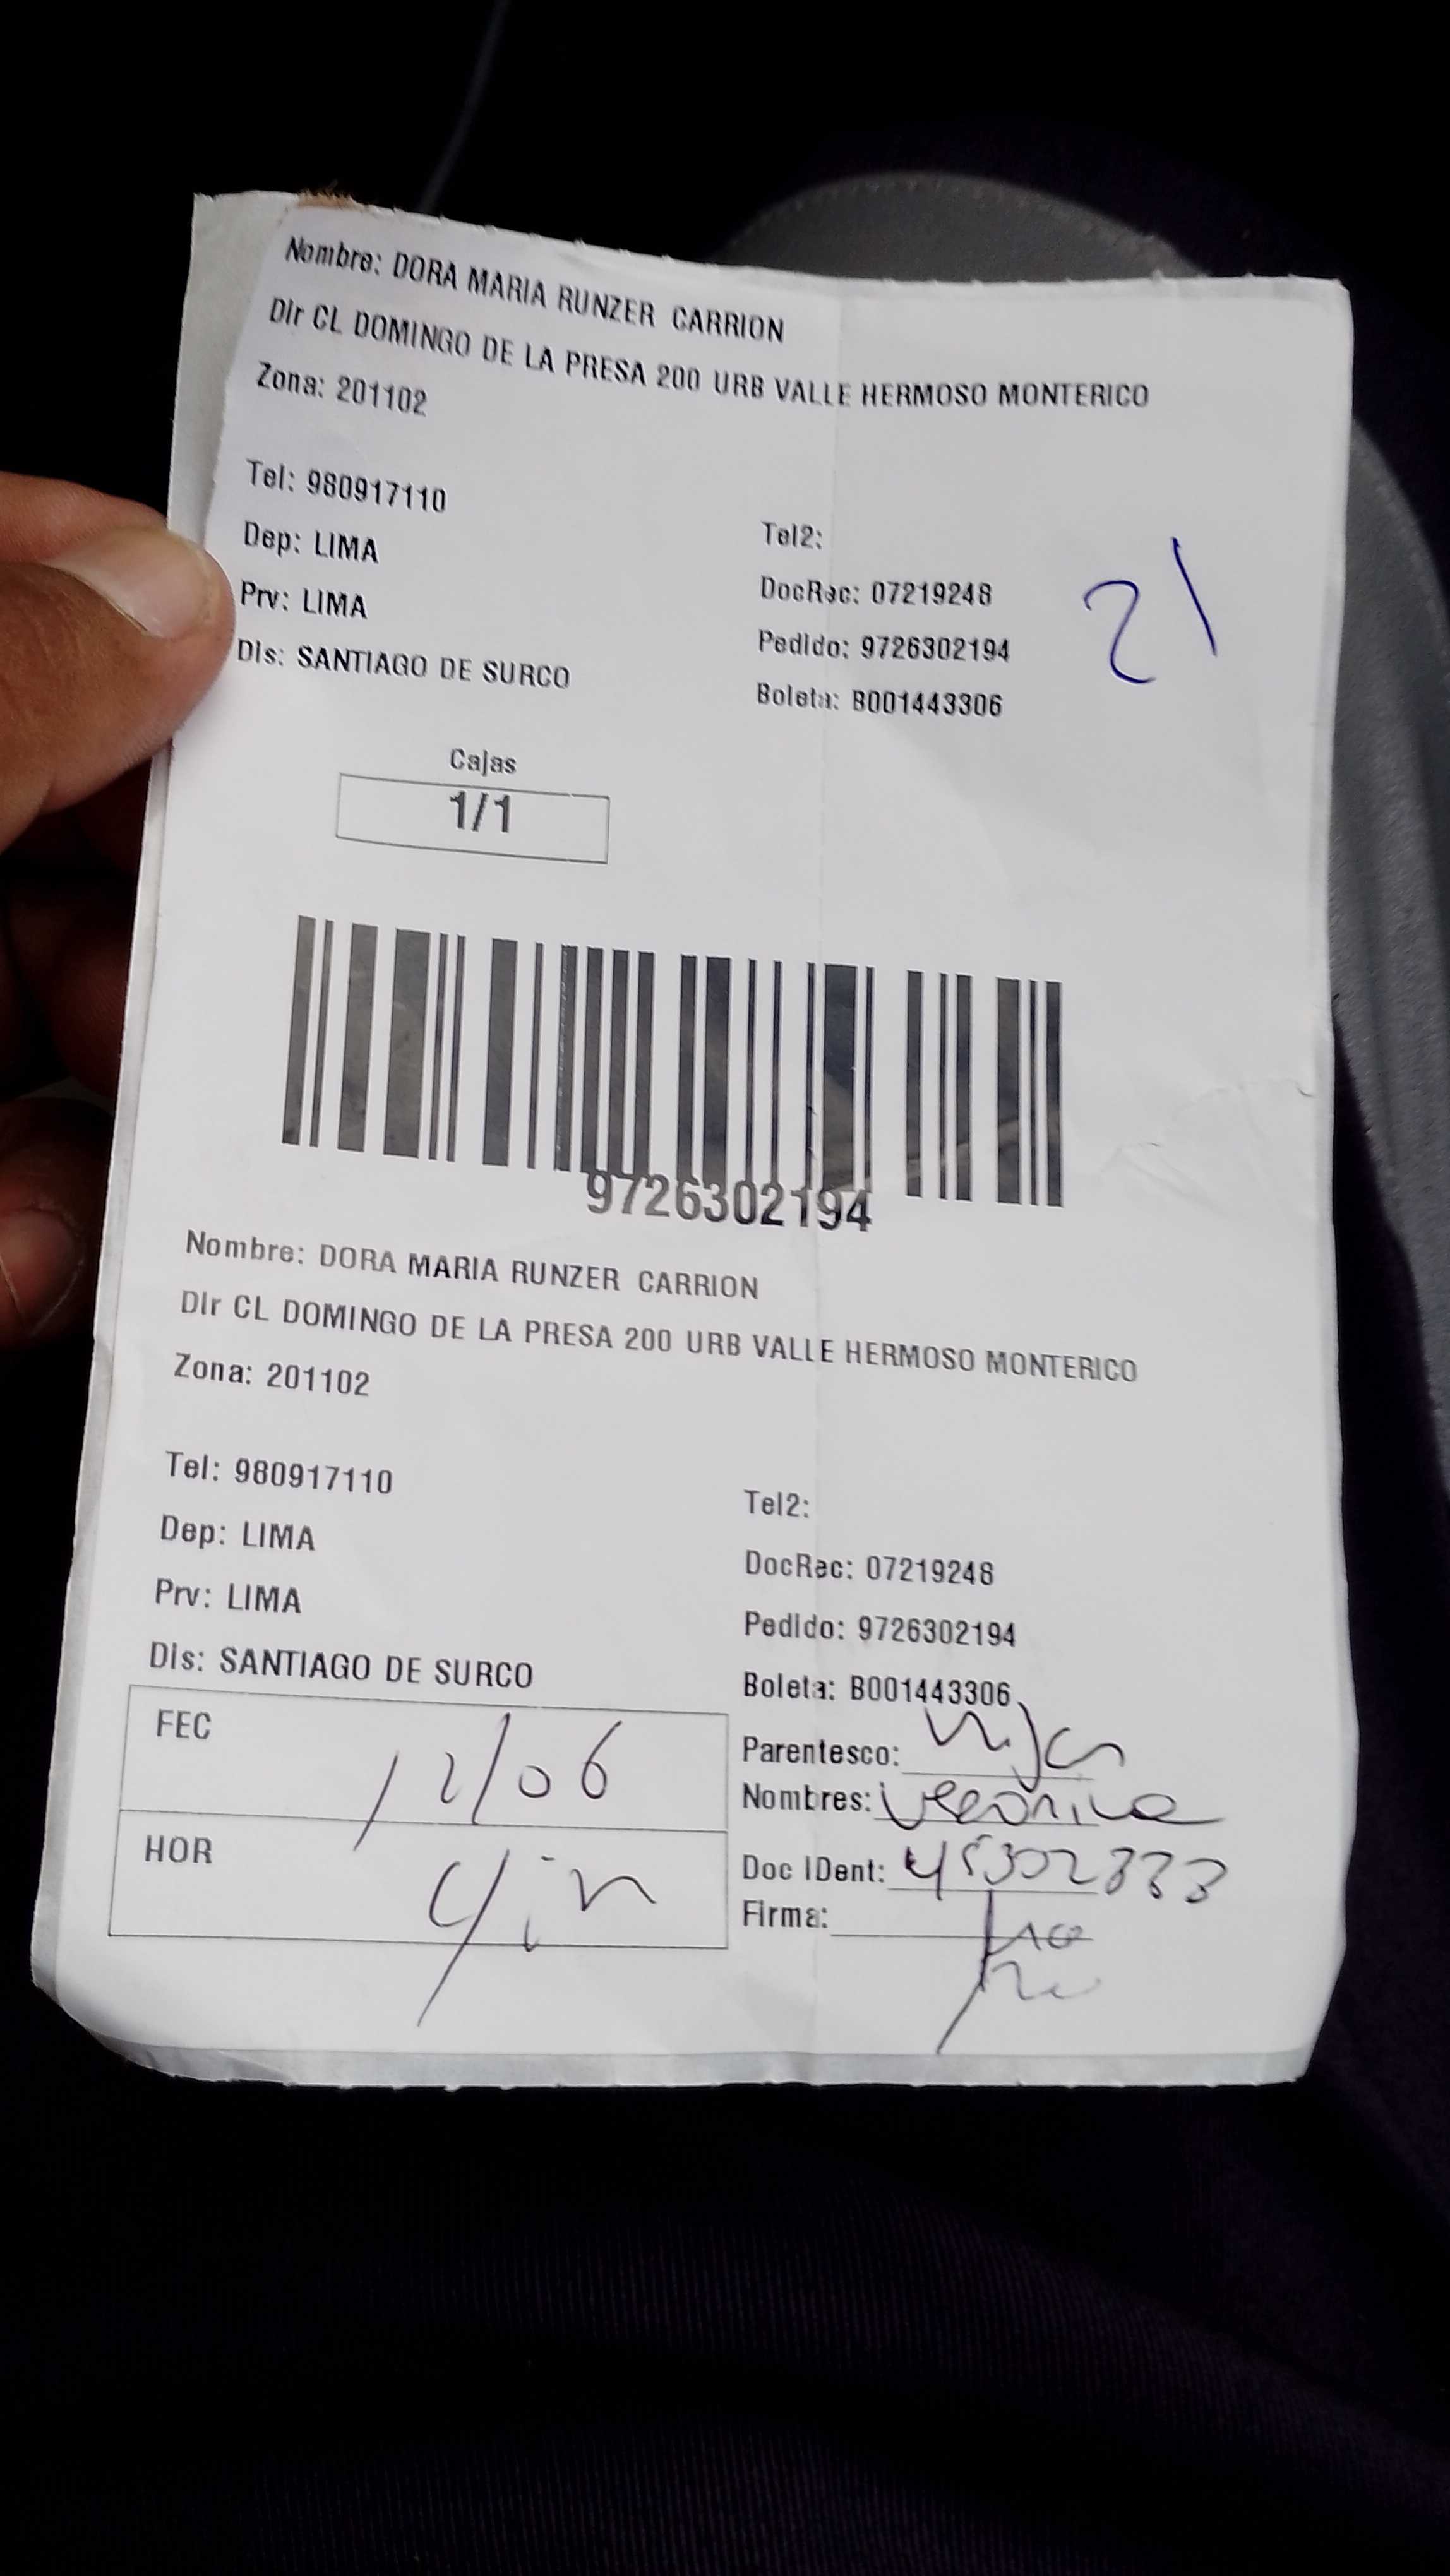 Nombre: DORA MARIA RUNZER CARRION
Dir CL DOMINGO DE LA PRESA 200 URB VALLE HERMOSO MONTERICO
Zona: 201102
Tel: 980917110
Tel2:
Dep: LIMA
DocRec: 07219248
21
Prv: LIMA
Pedido: 9726302194
Dis: SANTIAGO DE SURCO
Boleta: B001443306
Cajas
1/1
9726302194
Nombre: DORA MARIA RUNZER CARRION
Dir CL DOMINGO DE LA PRESA 200 URB VALLE HERMOSO MONTERICO
Zona: 201102
Tel: 980917110
Tel2:
Dep: LIMA
DocRec: 07219248
Prv: LIMA
Pedido: 9726302194
Dis: SANTIAGO DE SURCO
Boleta: B001443306
FEC 12/06
Parentesco:
Nombres: Veronica
HOR
Doc IDent: 45302333
Firma: